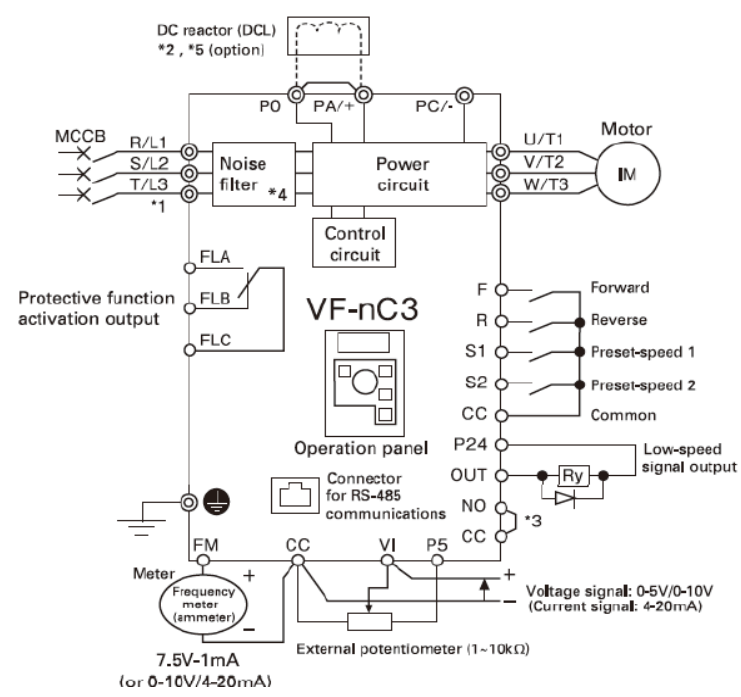 DC reactor (DCL)
*2 , *5 (option)
PO
PA/+
PC/-
MCCB
R/L1
S/L2
T/L3
*1
Noise
filter
*4
Power
circuit
U/T1
V/T2
W/T3
Motor
IM
Control
circuit
FLA
FLB
FLC
Protective function
activation output
VF-nC3
Operation panel
F
Forward
R
Reverse
S1
Preset-speed 1
S2
Preset-speed 2
CC
Common
P24
OUT
Ry
Low-speed
signal output
NO
CC
*3
Connector
for RS-485
communications
FM
CC
VI
P5
Meter
+
Frequency
meter
(ammeter)
−
7.5V-1mA
(or 0-10V/4-20mA)
External potentiometer (1~10kΩ)
+
−
Voltage signal: 0-5V/0-10V
(Current signal: 4-20mA)